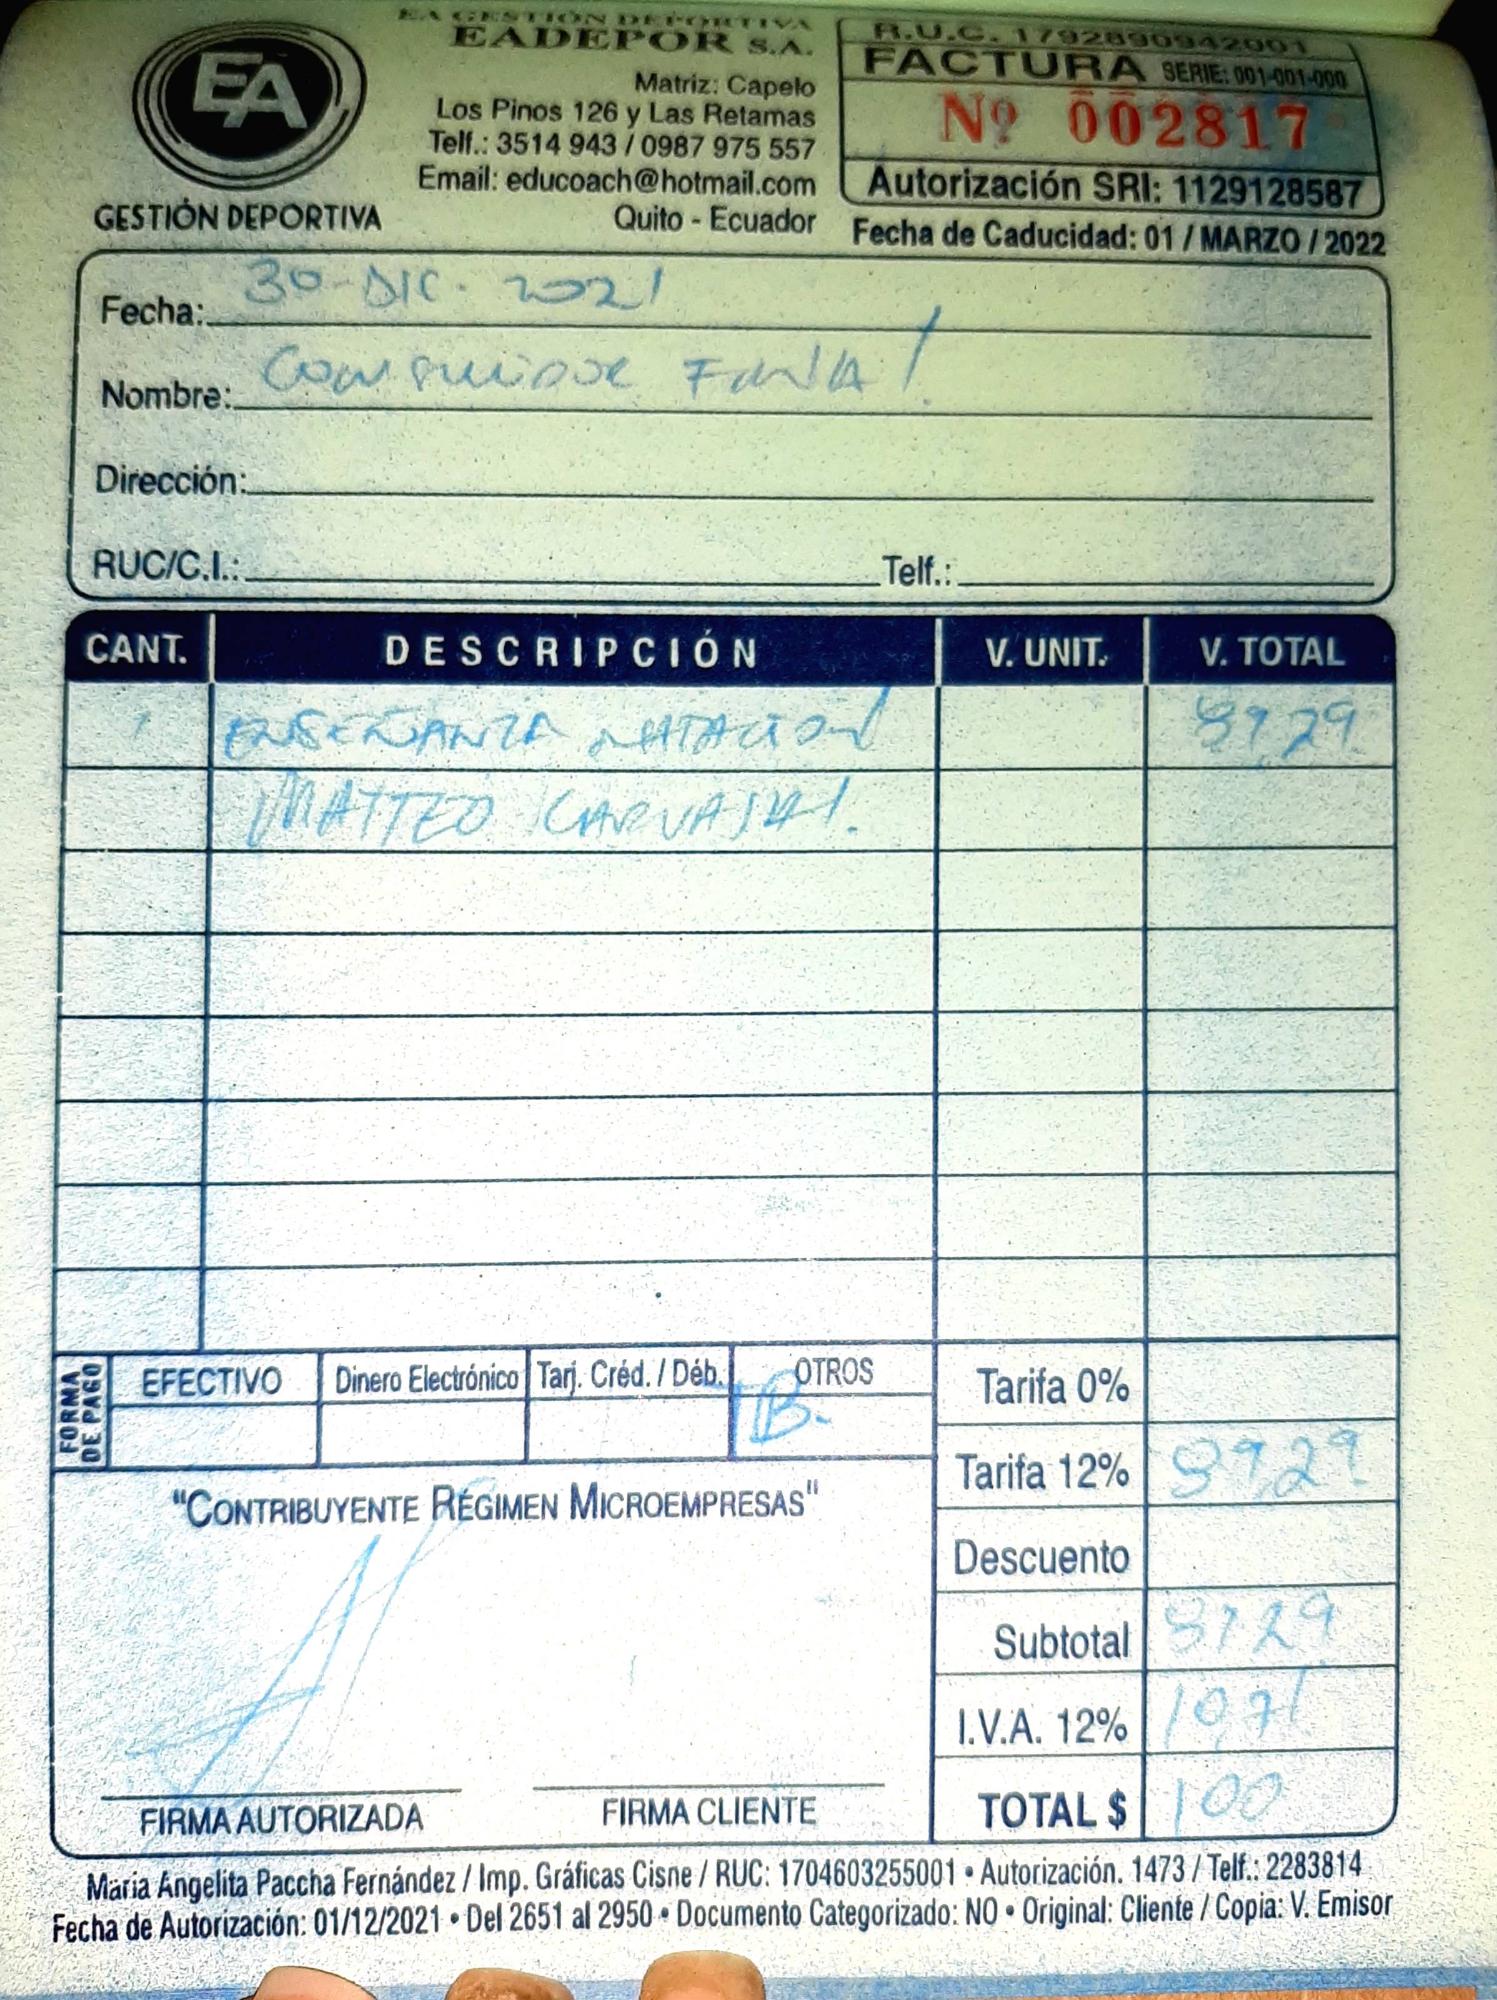 EA GESTIÓN DEPORTIVA
EADEPOR S.A.
Matriz: Capelo
Los Pinos 126 y Las Retamas
Telf.: 3514 943 / 0987 975 557
Email: educoach@hotmail.com
Quito - Ecuador
EA
GESTIÓN DEPORTIVA
R.U.C. 1792890942001
FACTURA SERIE: 001-001-000
Nº 002817
Autorización SRI: 1129128587
Fecha de Caducidad: 01 / MARZO / 2022
Fecha: 30-DIC. 2021
Nombre: Consumidor Final
Dirección:
RUC/C.I.: Telf.:
CANT. DESCRIPCIÓN V. UNIT. V. TOTAL
1 ENSEÑANZA NATACIÓN 89,29
MATTEO CARVAJAL.
FORMA DE PAGO EFECTIVO Dinero Electrónico Tarj. Créd. / Déb. OTROS
TB.
Tarifa 0%
Tarifa 12% 89,29
Descuento
Subtotal 89,29
I.V.A. 12% 10,71
TOTAL $ 100
"CONTRIBUYENTE RÉGIMEN MICROEMPRESAS"
FIRMA AUTORIZADA FIRMA CLIENTE
Maria Angelita Paccha Fernández / Imp. Gráficas Cisne / RUC: 1704603255001 • Autorización. 1473 / Telf.: 2283814
Fecha de Autorización: 01/12/2021 • Del 2651 al 2950 • Documento Categorizado: NO • Original: Cliente / Copia: V. Emisor